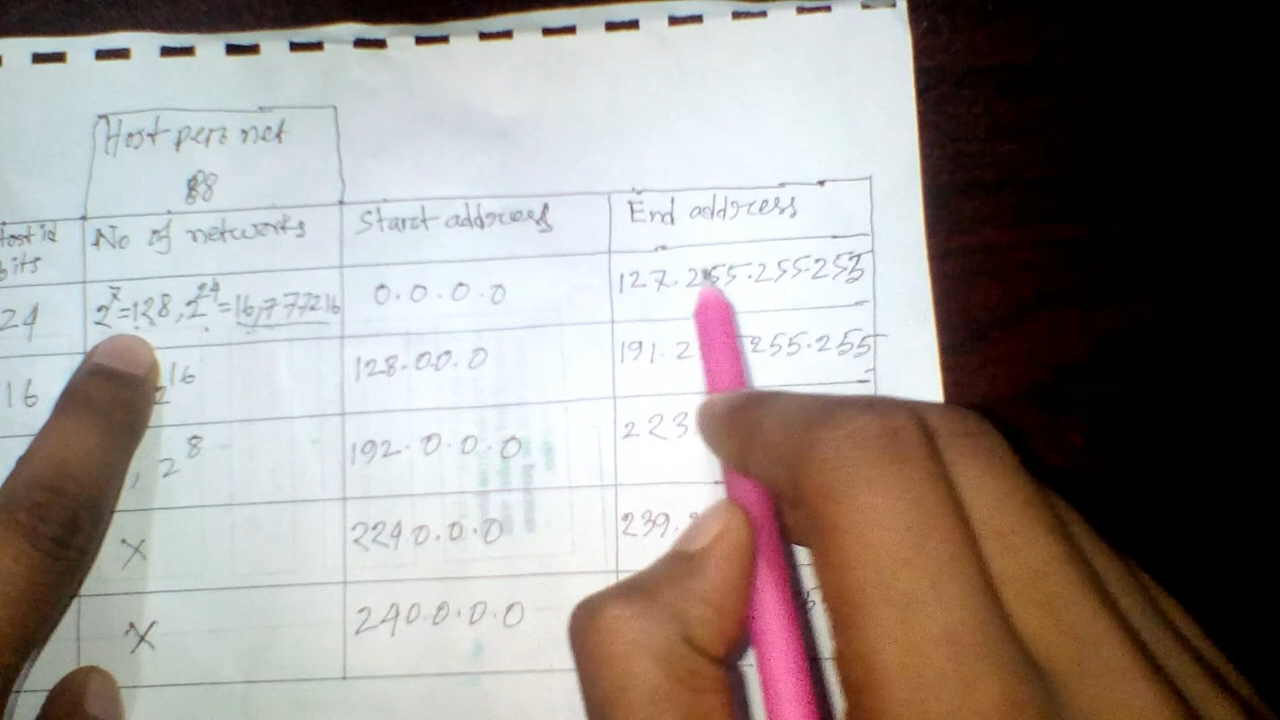 Host per net
88
Host id bits
No of networks
Start address
End address
24
2^7=128, 2^24=16,777216
0.0.0.0
127.255.255.255
16
2^16
128.0.0.0
191.2 255.255
, 2^8
192.0.0.0
223
X
224.0.0.0
239.
X
240.0.0.0